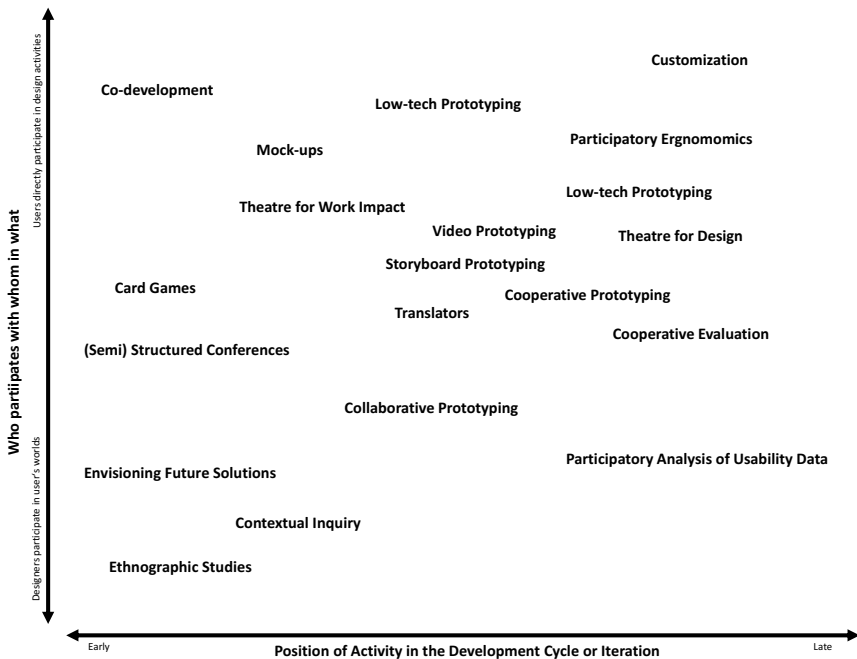 Customization
Co-development
Low-tech Prototyping
Participatory Ergnomomics
Mock-ups
Low-tech Prototyping
Theatre for Work Impact
Video Prototyping
Theatre for Design
Storyboard Prototyping
Card Games
Cooperative Prototyping
Translators
Cooperative Evaluation
(Semi) Structured Conferences
Collaborative Prototyping
Participatory Analysis of Usability Data
Envisioning Future Solutions
Contextual Inquiry
Ethnographic Studies
Who partiipates with whom in what
Users directly participate in design activities
Designers participate in user's worlds
Early
Position of Activity in the Development Cycle or Iteration
Late